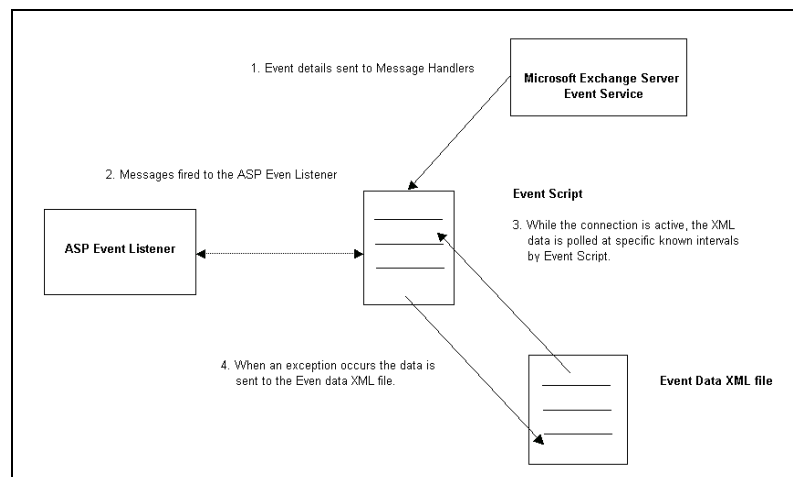 1. Event details sent to Message Handlers
Microsoft Exchange Server
Event Service
2. Messages fired to the ASP Even Listener
Event Script
3. While the connection is active, the XML
data is polled at specific known intervals
by Event Script.
ASP Event Listener
4. When an exception occurs the data is
sent to the Even data XML file.
Event Data XML file